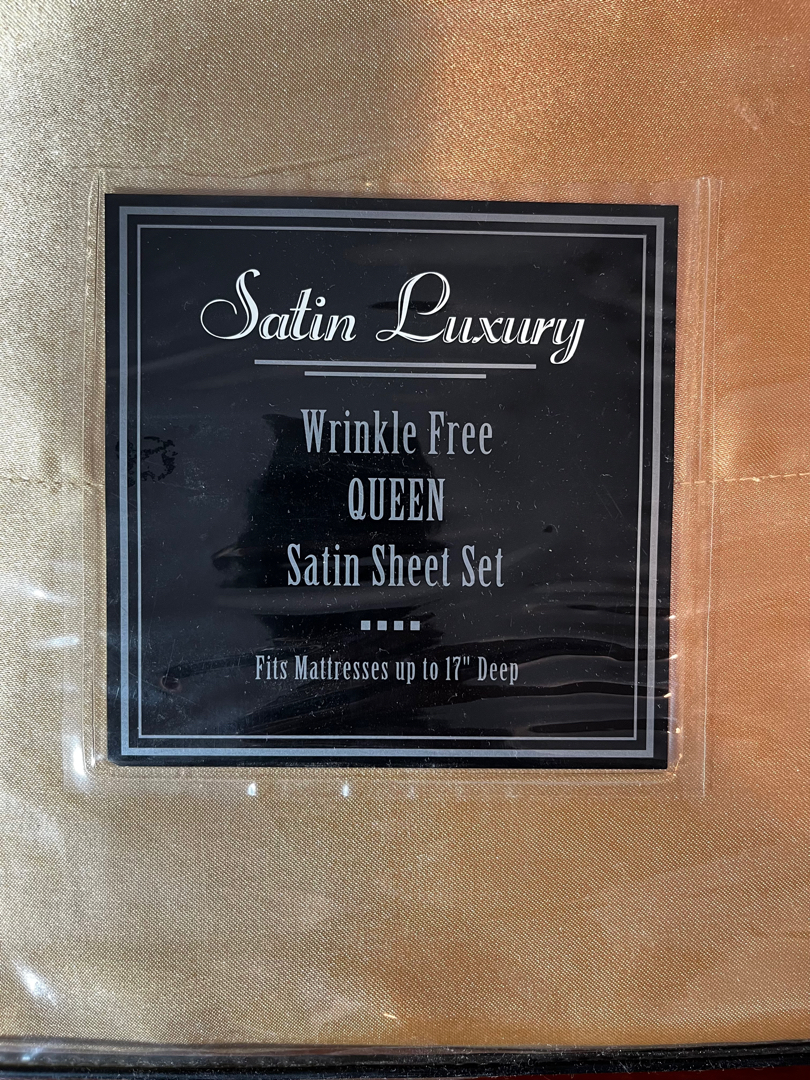 Satin Luxury
Wrinkle Free
QUEEN
Satin Sheet Set
Fits Mattresses up to 17" Deep